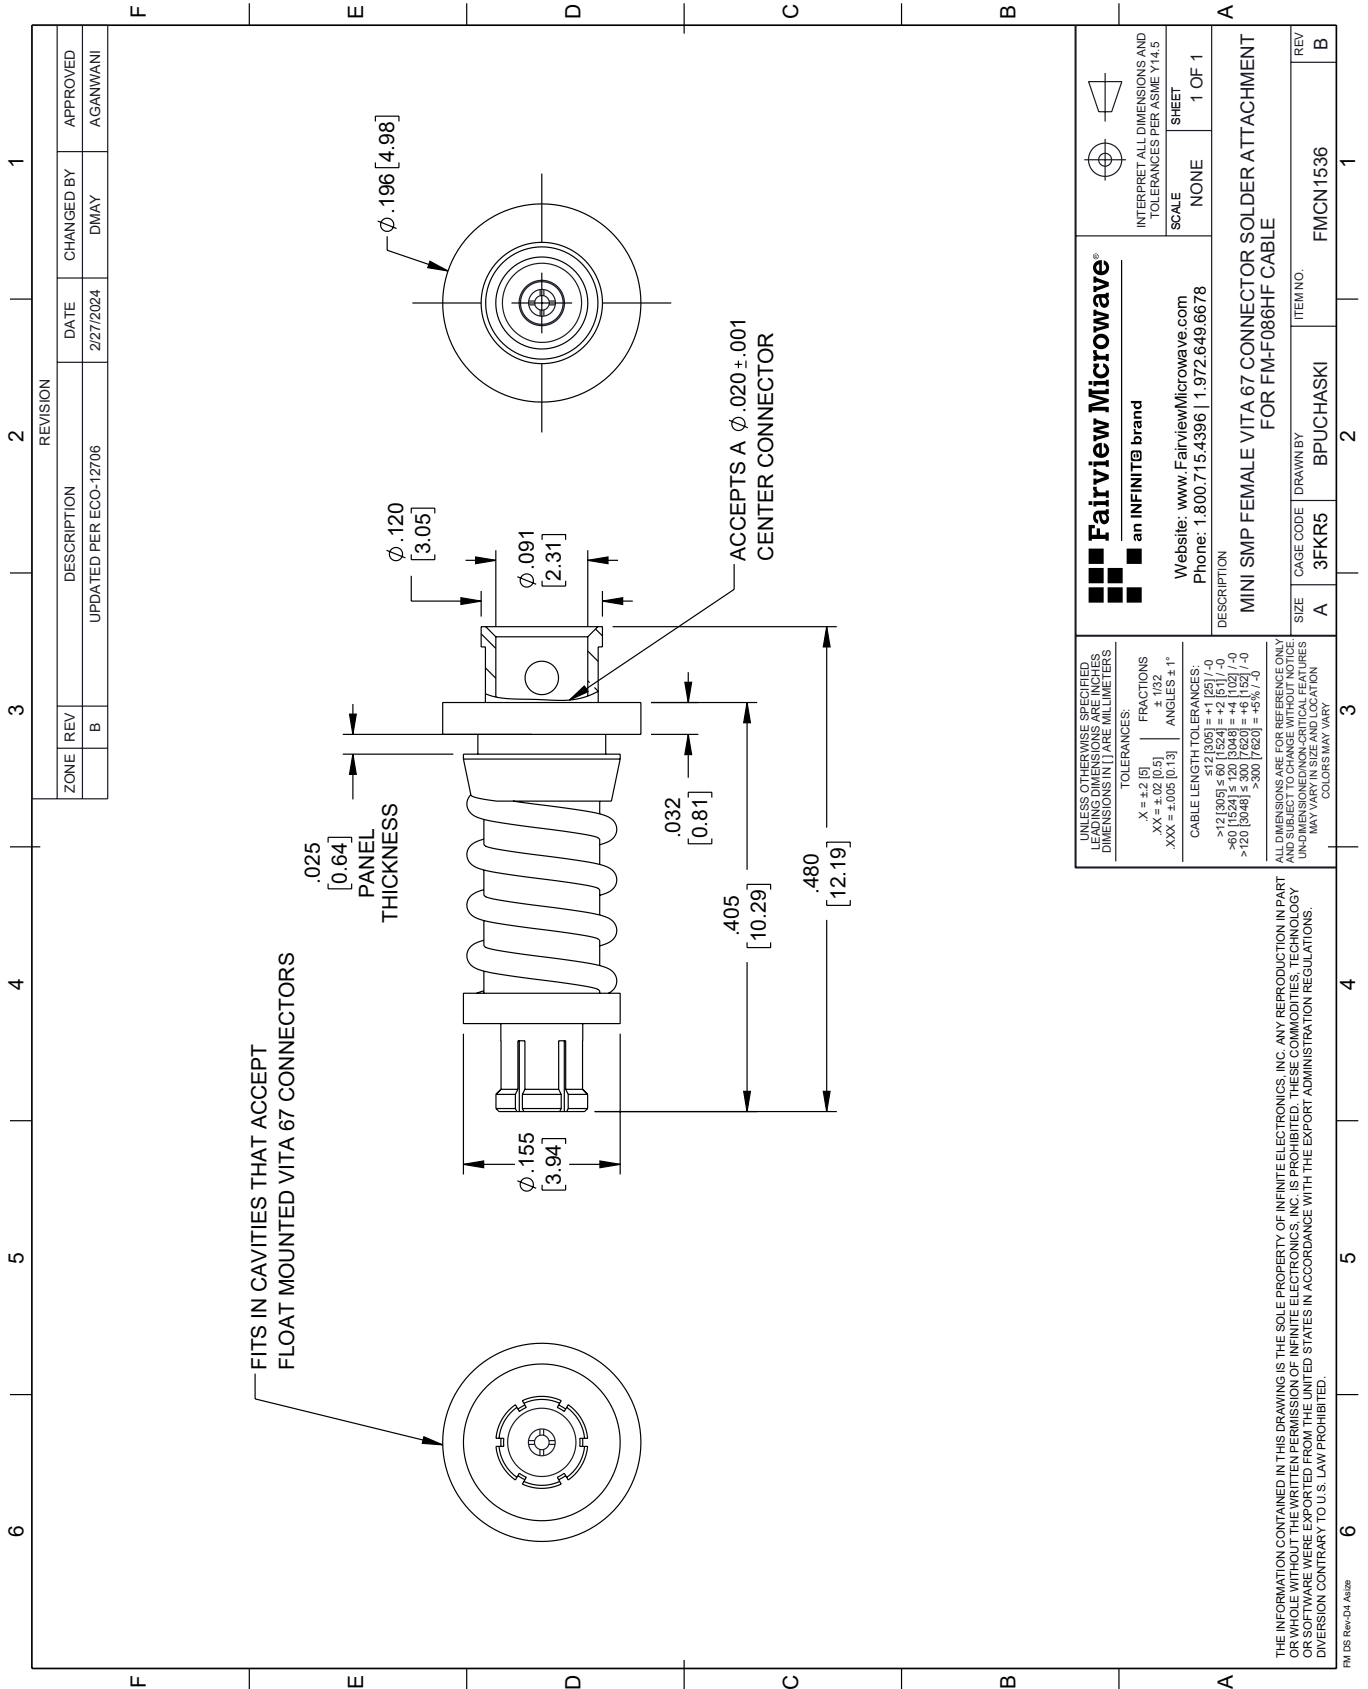 6
5
4
3
2
1
F
E
D
C
B
A
REVISION
ZONE REV DESCRIPTION DATE CHANGED BY APPROVED
B UPDATED PER ECO-12706 2/27/2024 DMAY AGANWANI
FITS IN CAVITIES THAT ACCEPT
FLOAT MOUNTED VITA 67 CONNECTORS
.025
[0.64]
PANEL
THICKNESS
Ø.120
[3.05]
Ø.196 [4.98]
Ø.155
[3.94]
Ø.091
[2.31]
.032
[0.81]
.405
[10.29]
.480
[12.19]
ACCEPTS A Ø.020±.001
CENTER CONNECTOR
UNLESS OTHERWISE SPECIFIED
LEADING DIMENSIONS ARE INCHES
DIMENSIONS IN [ ] ARE MILLIMETERS
TOLERANCES:
.X = ±.2 [5]
.XX = ±.02 [0.5]
.XXX = ±.005 [0.13]
FRACTIONS
± 1/32
ANGLES ± 1°
CABLE LENGTH TOLERANCES:
≤12 [305] = +1 [25] / -0
>12 [305] ≤ 60 [1524] = +2 [51] / -0
>60 [1524] ≤ 120 [3048] = +4 [102] / -0
>120 [3048] ≤ 300 [7620] = +6 [152] / -0
>300 [7620] = +5% / -0
ALL DIMENSIONS ARE FOR REFERENCE ONLY
AND SUBJECT TO CHANGE WITHOUT NOTICE.
UN-DIMENSIONED/NON-CRITICAL FEATURES
MAY VARY IN SIZE AND LOCATION
COLORS MAY VARY
Fairview Microwave®
an INFINIT@ brand
Website: www.FairviewMicrowave.com
Phone: 1.800.715.4396 | 1.972.649.6678
INTERPRET ALL DIMENSIONS AND
TOLERANCES PER ASME Y14.5
SCALE
NONE
SHEET
1 OF 1
DESCRIPTION
MINI SMP FEMALE VITA 67 CONNECTOR SOLDER ATTACHMENT
FOR FM-F086HF CABLE
SIZE
A
CAGE CODE
3FKR5
DRAWN BY
BPUCHASKI
ITEM NO.
FMCN1536
REV
B
THE INFORMATION CONTAINED IN THIS DRAWING IS THE SOLE PROPERTY OF INFINITE ELECTRONICS, INC. ANY REPRODUCTION IN PART
OR WHOLE WITHOUT THE WRITTEN PERMISSION OF INFINITE ELECTRONICS, INC. IS PROHIBITED. THESE COMMODITIES, TECHNOLOGY
OR SOFTWARE WERE EXPORTED FROM THE UNITED STATES IN ACCORDANCE WITH THE EXPORT ADMINISTRATION REGULATIONS.
DIVERSION CONTRARY TO U.S. LAW PROHIBITED.
F
E
D
C
B
A
6
5
4
3
2
1
FM DS Rev-D4 Asize